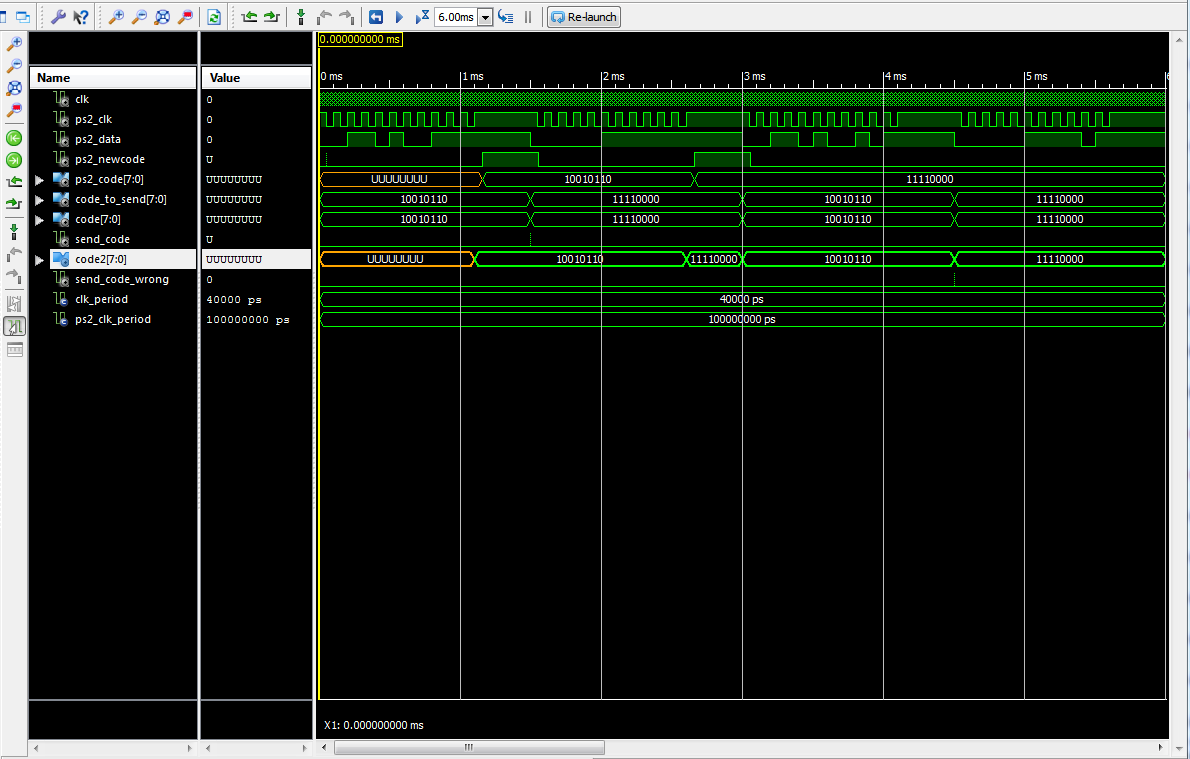 6.00ms Re-launch
0.000000000 ms
Name Value
0 ms 1 ms 2 ms 3 ms 4 ms 5 ms 6
clk 0
ps2_clk 0
ps2_data 0
ps2_newcode U
ps2_code[7:0] UUUUUUUU UUUUUUUU 10010110 11110000
code_to_send[7:0] UUUUUUUU 10010110 11110000 10010110 11110000
code[7:0] UUUUUUUU 10010110 11110000 10010110 11110000
send_code U
code2[7:0] UUUUUUUU UUUUUUUU 10010110 11110000 10010110 11110000
send_code_wrong 0
clk_period 40000 ps 40000 ps
ps2_clk_period 100000000 ps 100000000 ps
X1: 0.000000000 ms